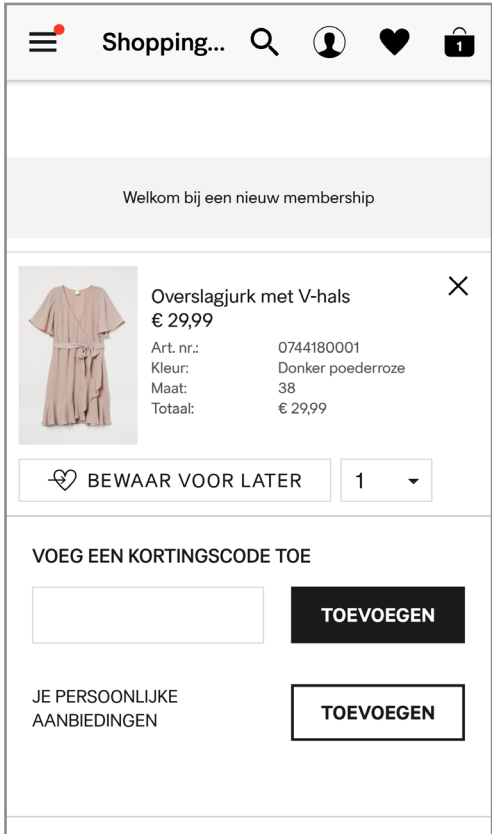 Shopping...
1
Welkom bij een nieuw membership
Overslagjurk met V-hals
€ 29,99
Art. nr.: 0744180001
Kleur: Donker poederroze
Maat: 38
Totaal: € 29,99
BEWAAR VOOR LATER 1
VOEG EEN KORTINGSCODE TOE
TOEVOEGEN
JE PERSOONLIJKE
AANBIEDINGEN
TOEVOEGEN